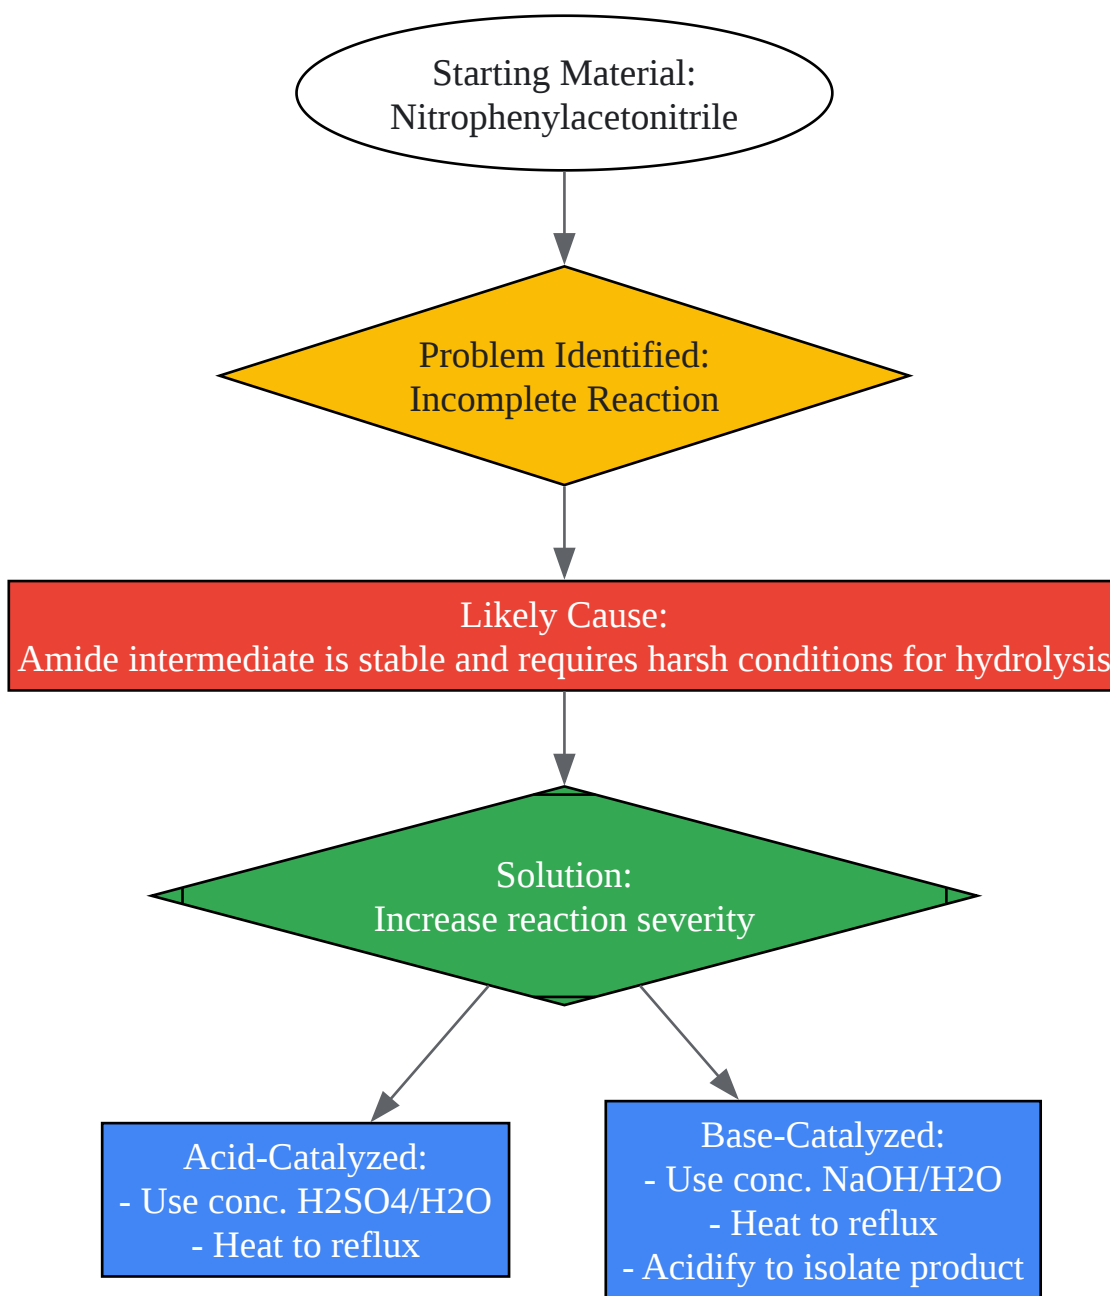 Starting Material:
Nitrophenylacetonitrile
Problem Identified:
Incomplete Reaction
Likely Cause:
Amide intermediate is stable and requires harsh conditions for hydrolysis
Solution:
Increase reaction severity
Acid-Catalyzed:
- Use conc. H2SO4/H2O
- Heat to reflux
Base-Catalyzed:
- Use conc. NaOH/H2O
- Heat to reflux
- Acidify to isolate product